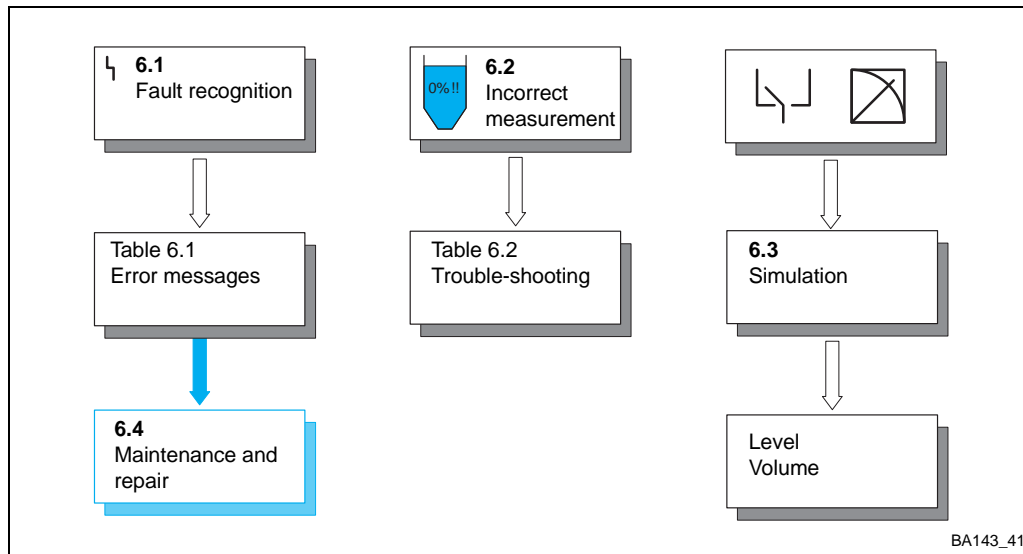 6.1
Fault recognition
Table 6.1
Error messages
6.4
Maintenance and
repair
0%!!
6.2
Incorrect
measurement
Table 6.2
Trouble-shooting
6.3
Simulation
Level
Volume
BA143_41